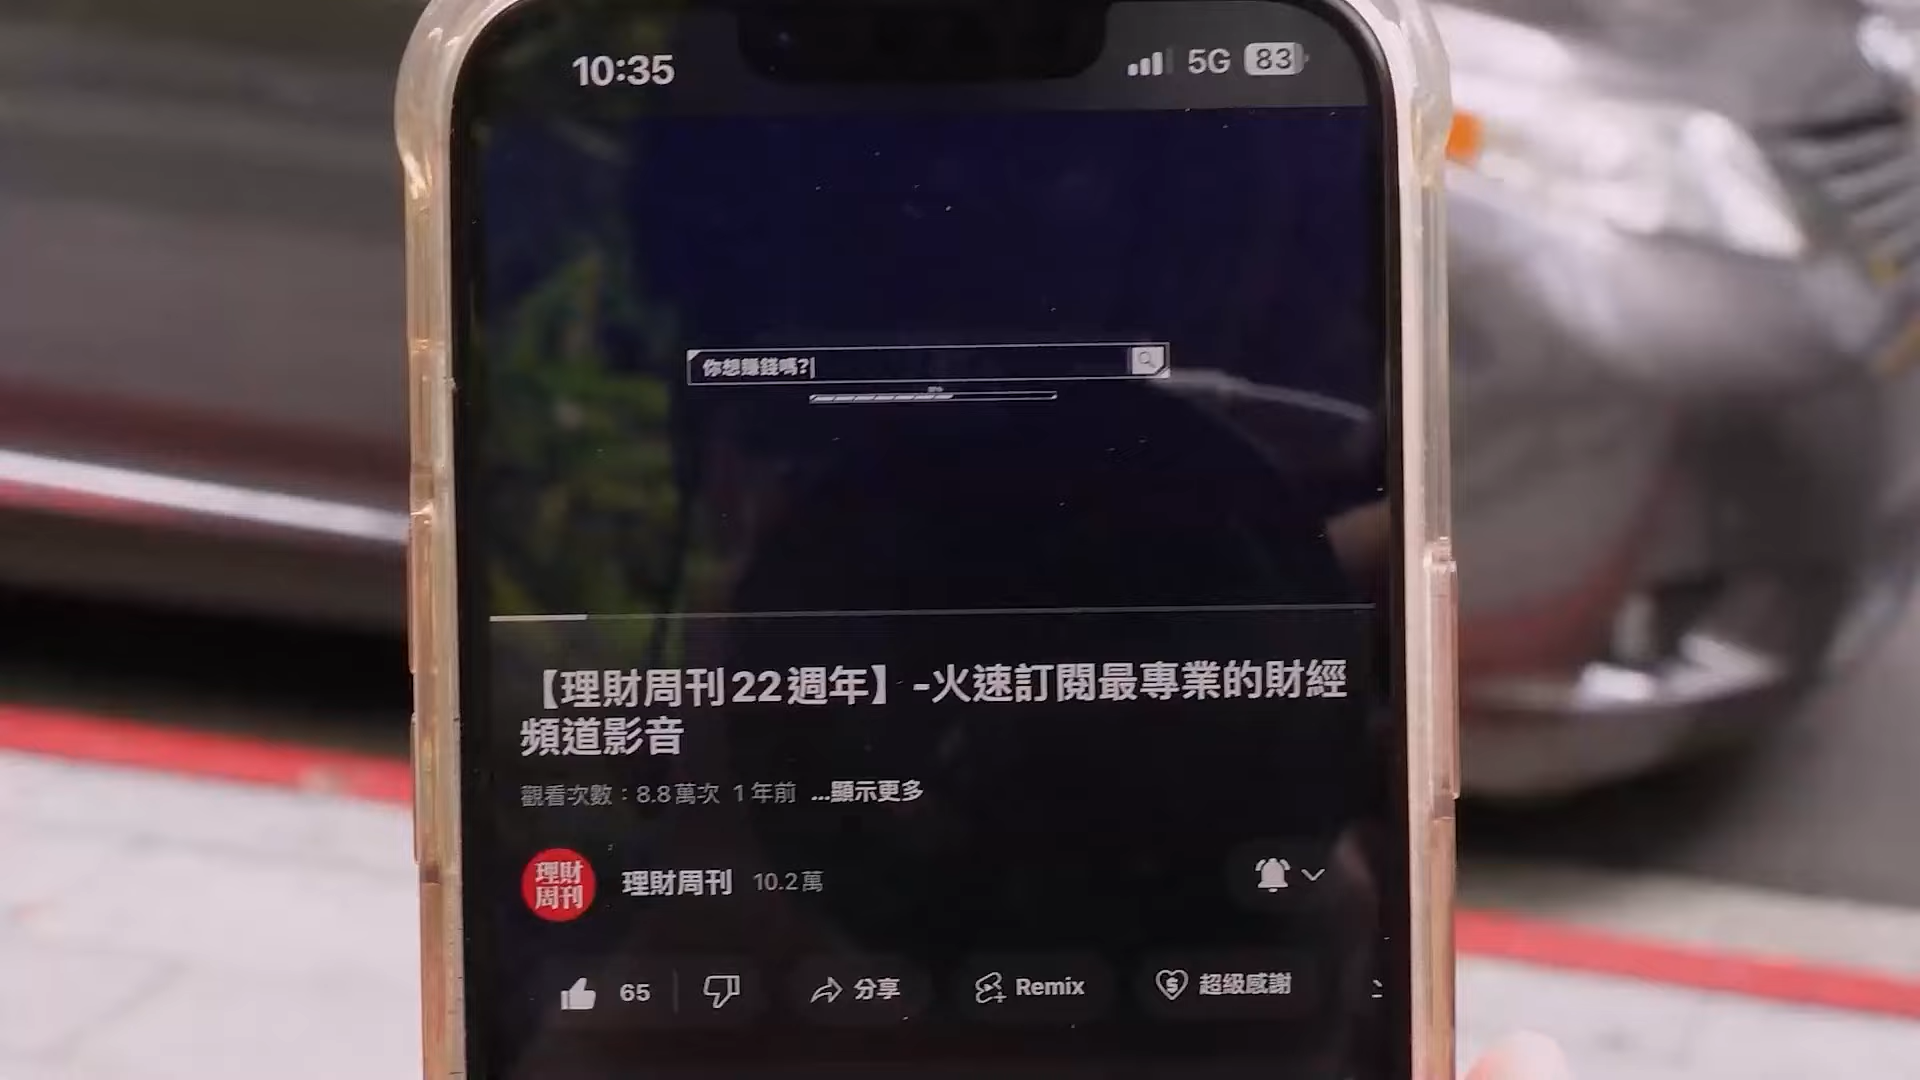 10:35
5G 83
你想賺錢嗎?
【理財周刊22週年】-火速訂閱最專業的財經
頻道影音
觀看次數：8.8萬次 1年前 ...顯示更多
理財
周刊
理財周刊 10.2萬
65
分享
Remix
超級感謝